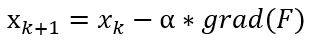 x_{k+1} = x_k − α * grad(F)